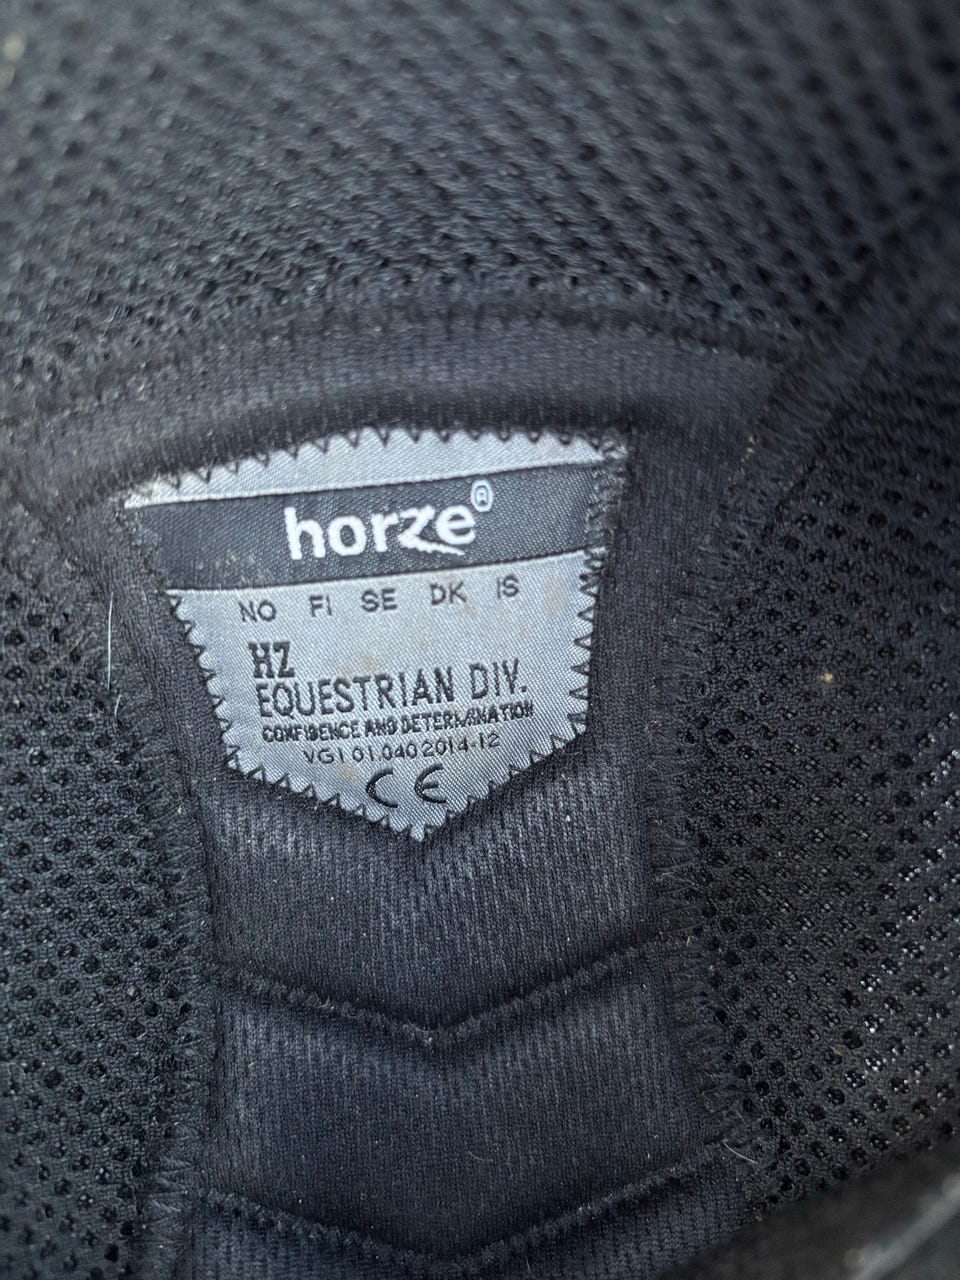 horze®
NO FI SE DK IS
HZ
EQUESTRIAN DIV.
CONFIDENCE AND DETERMINATION
VG1 01.040 2014-12
CE